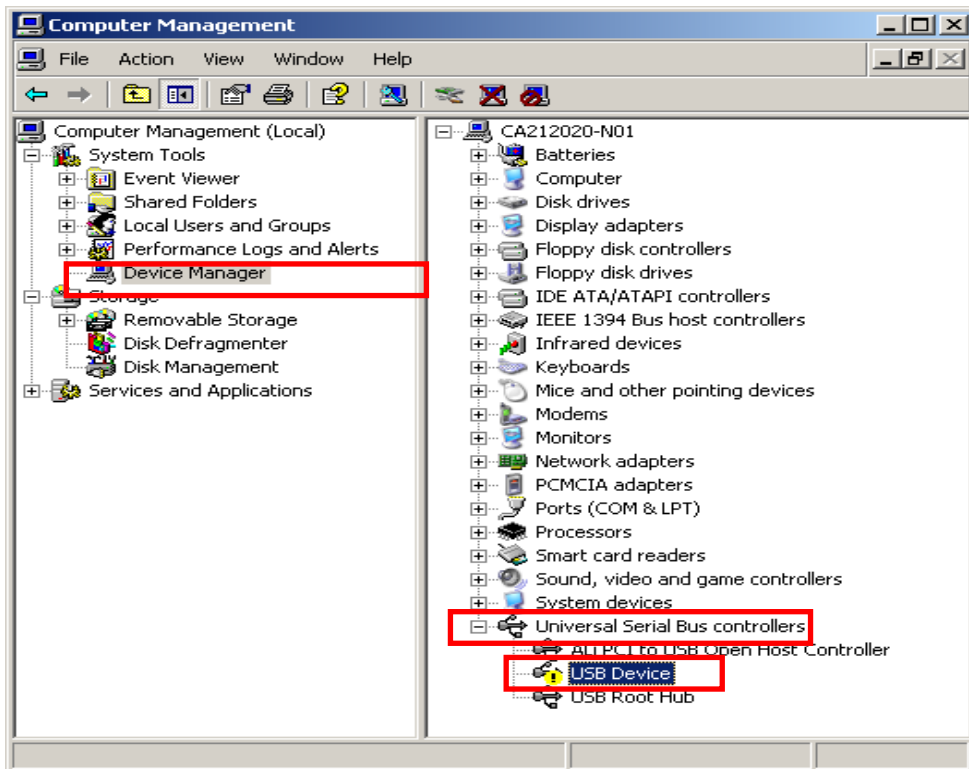 Computer Management
File Action View Window Help
Computer Management (Local)
System Tools
Event Viewer
Shared Folders
Local Users and Groups
Performance Logs and Alerts
Device Manager
Storage
Removable Storage
Disk Defragmenter
Disk Management
Services and Applications
CA212020-N01
Batteries
Computer
Disk drives
Display adapters
Floppy disk controllers
Floppy disk drives
IDE ATA/ATAPI controllers
IEEE 1394 Bus host controllers
Infrared devices
Keyboards
Mice and other pointing devices
Modems
Monitors
Network adapters
PCMCIA adapters
Ports (COM & LPT)
Processors
Smart card readers
Sound, video and game controllers
System devices
Universal Serial Bus controllers
ALi PCI to USB Open Host Controller
USB Device
USB Root Hub